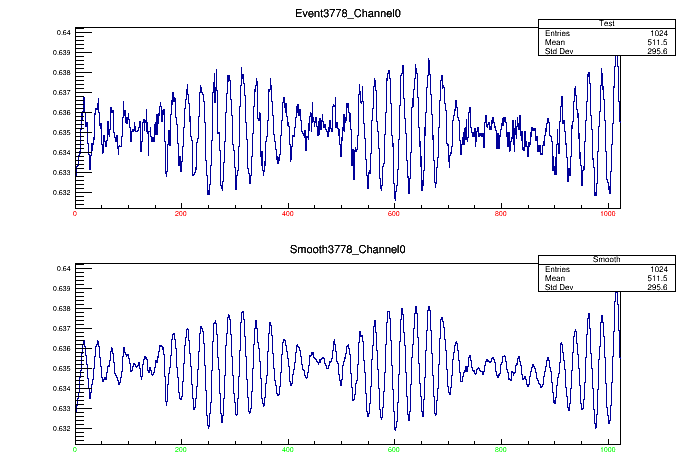 Event3778_Channel0
Test
Entries 1024
Mean 511.5
Std Dev 295.6
0.64
0.639
0.638
0.637
0.636
0.635
0.634
0.633
0.632
0 200 400 600 800 1000
Smooth3778_Channel0
Smooth
Entries 1024
Mean 511.5
Std Dev 295.6
0.64
0.639
0.638
0.637
0.636
0.635
0.634
0.633
0.632
0 200 400 600 800 1000